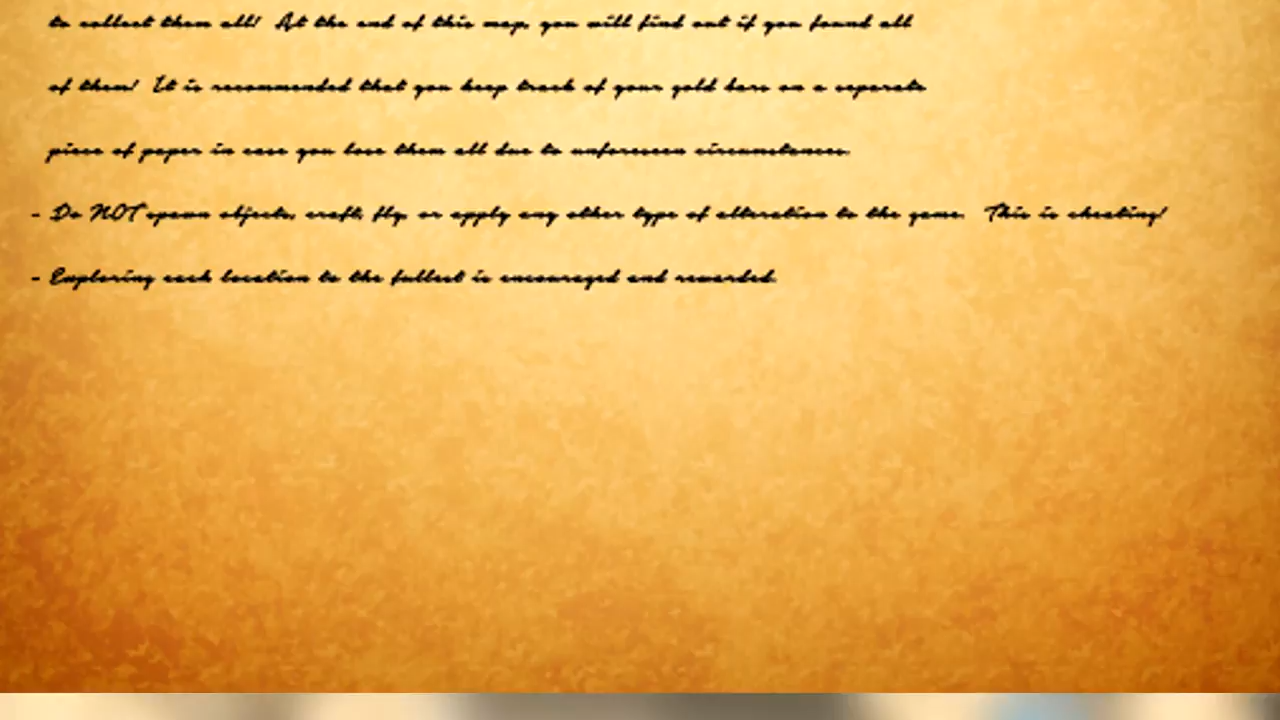 to collect them all! At the end of this map, you will find out if you found all
of them! It is recommended that you keep track of your gold bars on a separate
piece of paper in case you lose them all due to unforeseen circumstances.
- Do NOT spawn objects, craft, fly, or apply any other type of alteration to the game. This is cheating!
- Exploring each location to the fullest is encouraged and rewarded.